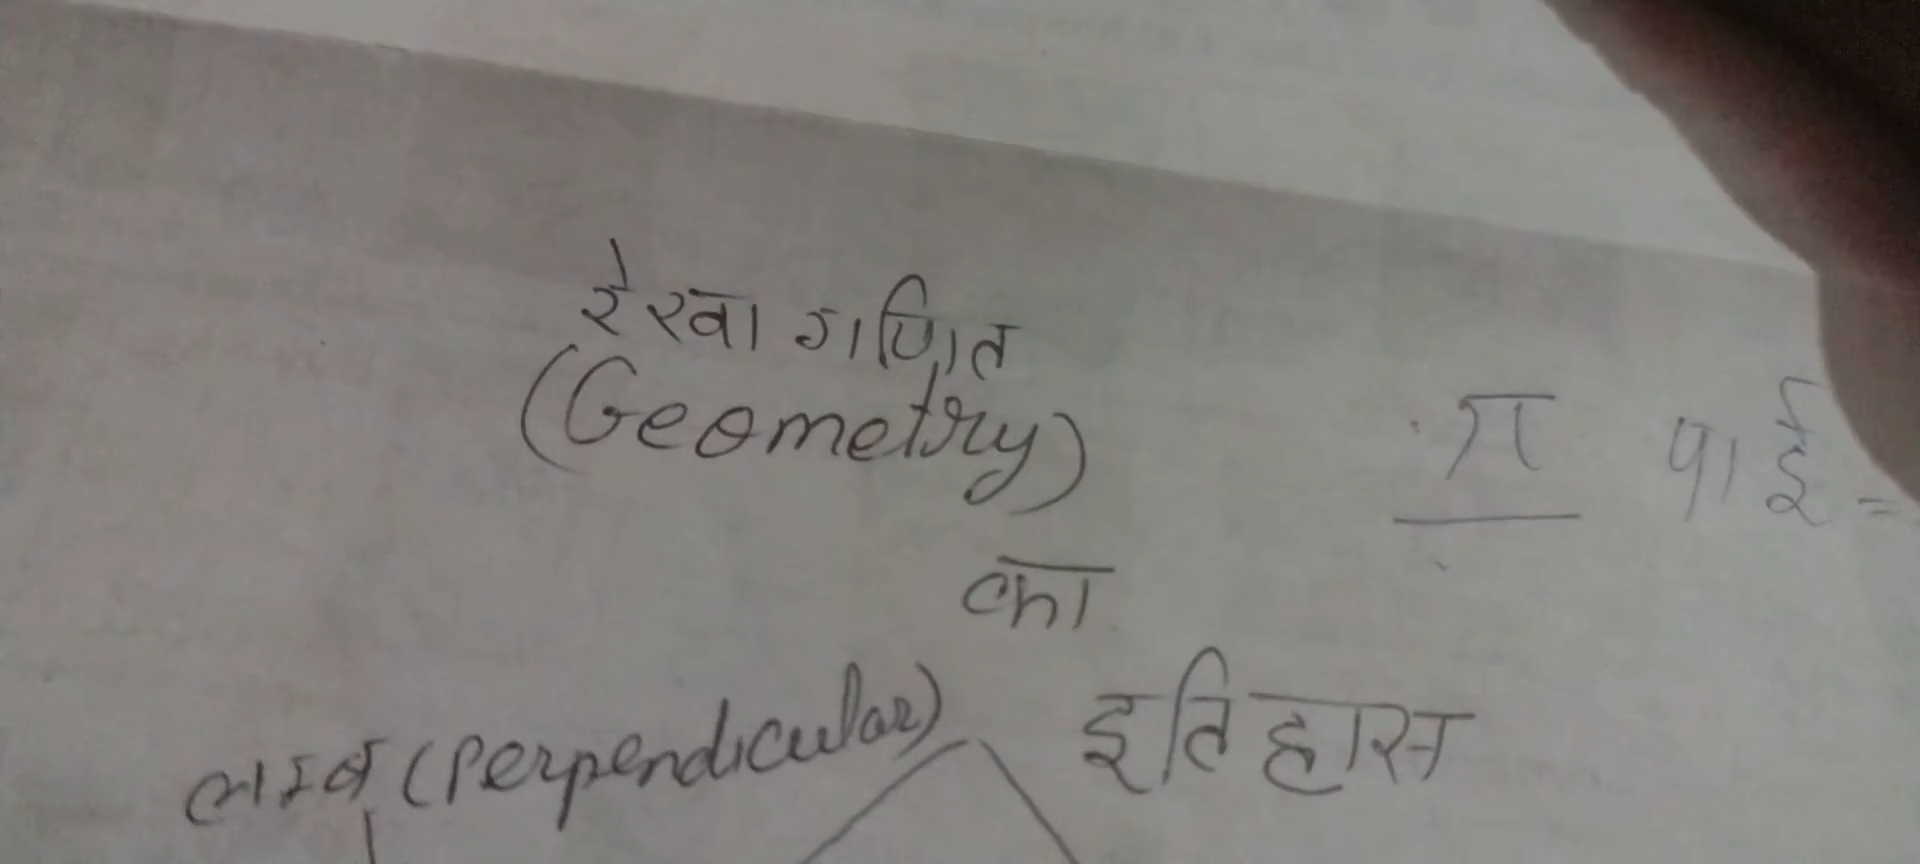 रेखा गणित
(Geometry)
π पाई =
का
इतिहास
लम्ब (Perpendicular)